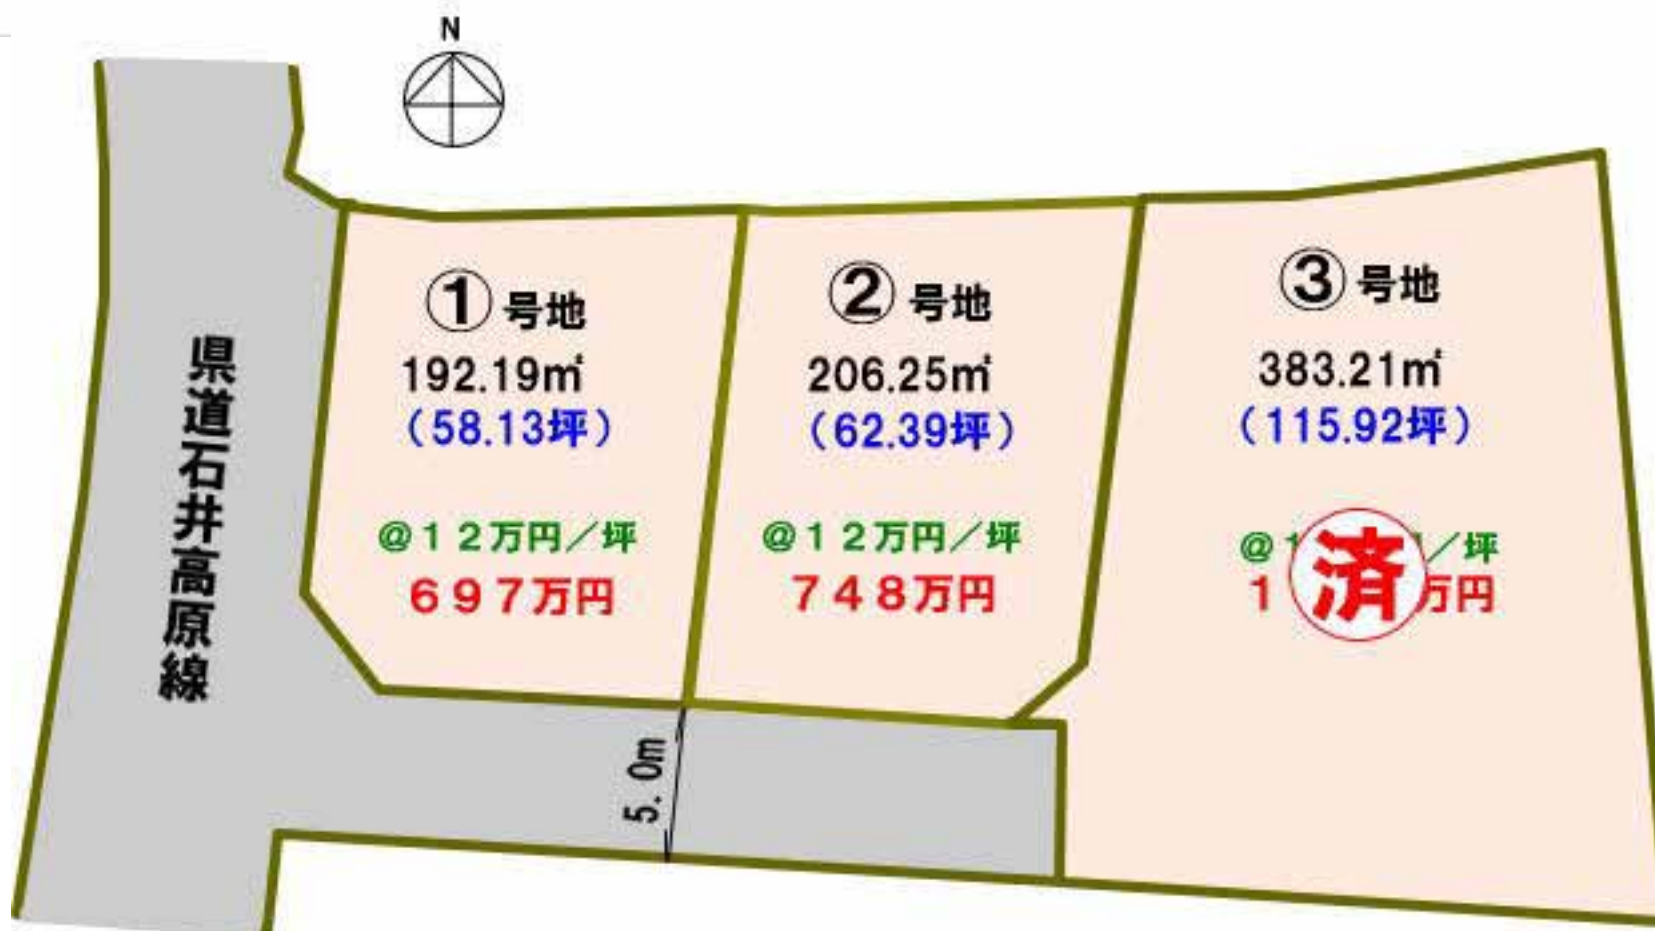 N
県道石井高原線
① 号地
192.19㎡
（58.13坪）
@１２万円／坪
６９７万円
② 号地
206.25㎡
（62.39坪）
@１２万円／坪
７４８万円
③ 号地
383.21㎡
（115.92坪）
／坪
万円
済
5.0m